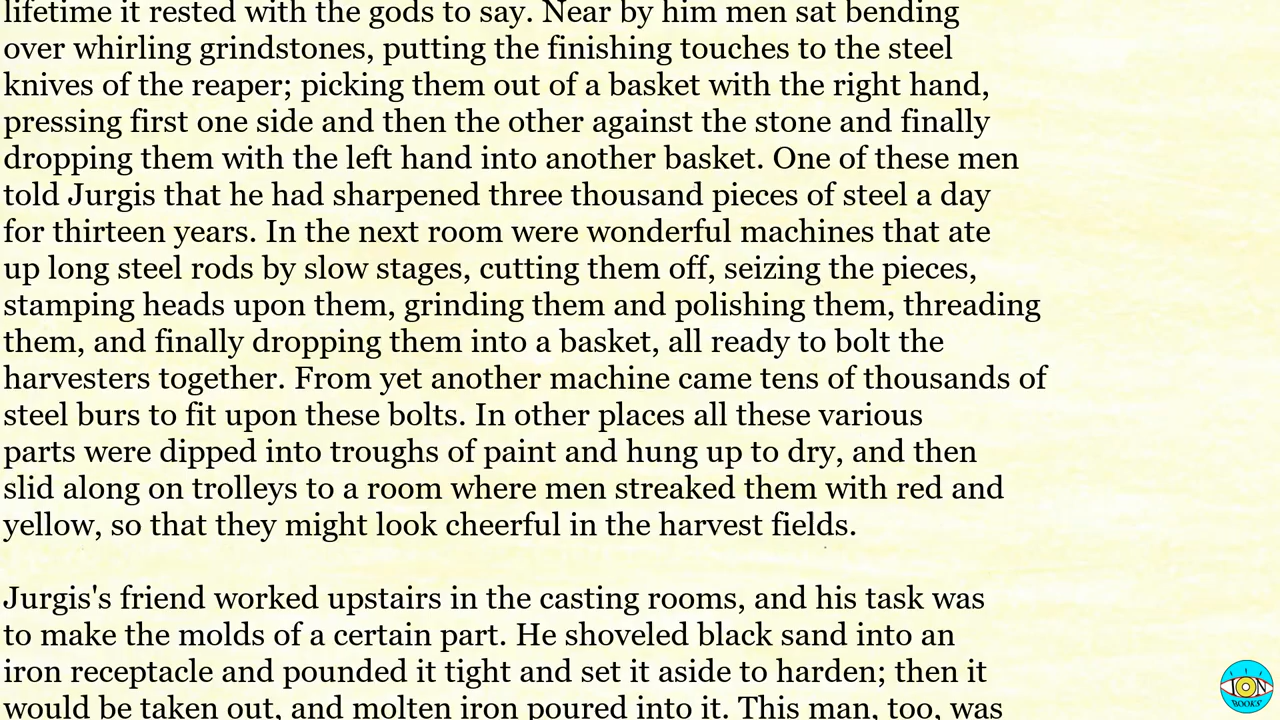 lifetime it rested with the gods to say. Near by him men sat bending
over whirling grindstones, putting the finishing touches to the steel
knives of the reaper; picking them out of a basket with the right hand,
pressing first one side and then the other against the stone and finally
dropping them with the left hand into another basket. One of these men
told Jurgis that he had sharpened three thousand pieces of steel a day
for thirteen years. In the next room were wonderful machines that ate
up long steel rods by slow stages, cutting them off, seizing the pieces,
stamping heads upon them, grinding them and polishing them, threading
them, and finally dropping them into a basket, all ready to bolt the
harvesters together. From yet another machine came tens of thousands of
steel burs to fit upon these bolts. In other places all these various
parts were dipped into troughs of paint and hung up to dry, and then
slid along on trolleys to a room where men streaked them with red and
yellow, so that they might look cheerful in the harvest fields.
Jurgis's friend worked upstairs in the casting rooms, and his task was
to make the molds of a certain part. He shoveled black sand into an
iron receptacle and pounded it tight and set it aside to harden; then it
would be taken out, and molten iron poured into it. This man, too, was
ION
BOOKS